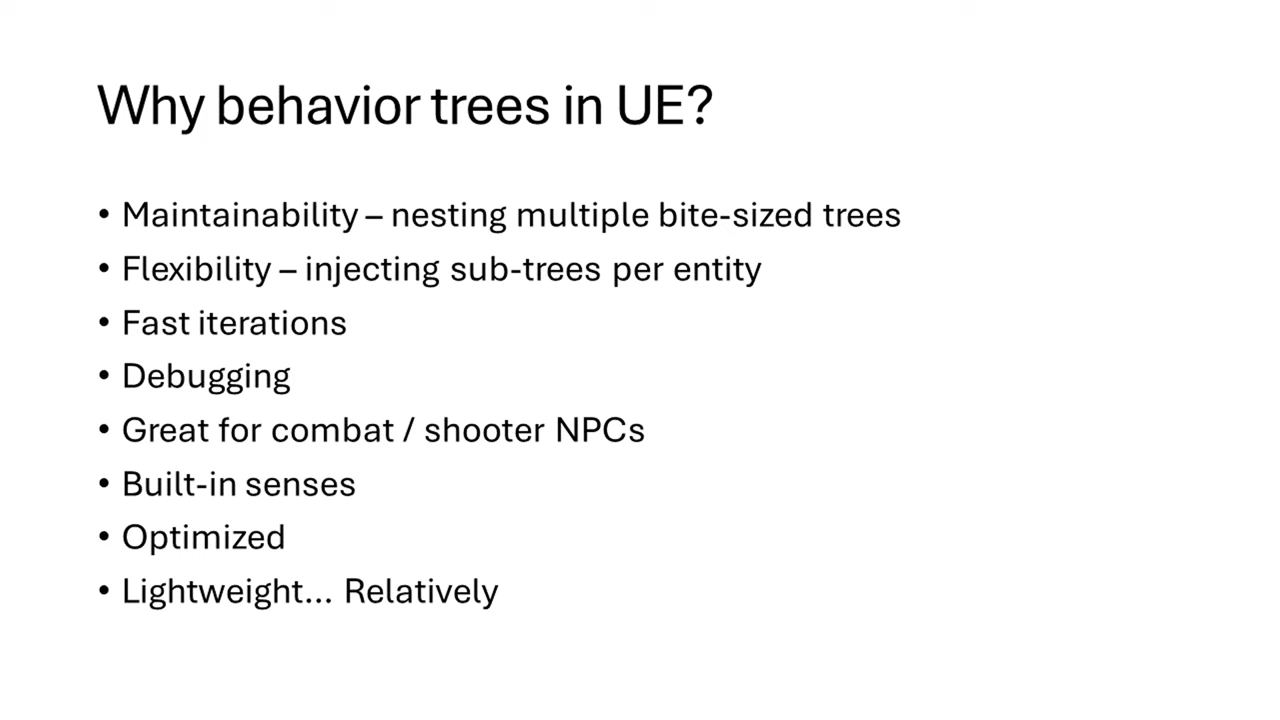 Why behavior trees in UE?
• Maintainability – nesting multiple bite-sized trees
• Flexibility – injecting sub-trees per entity
• Fast iterations
• Debugging
• Great for combat / shooter NPCs
• Built-in senses
• Optimized
• Lightweight... Relatively